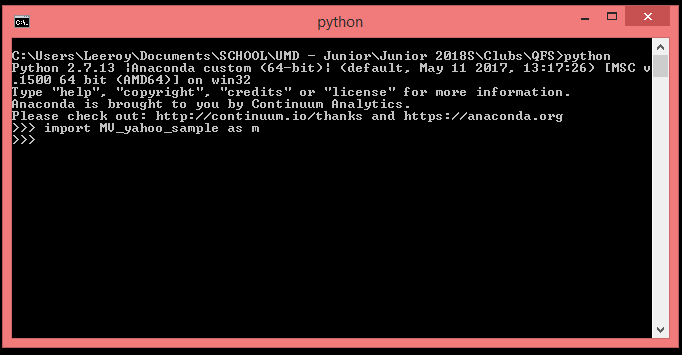 python
C:\Users\Leeroy\Documents\SCHOOL\UMD - Junior\Junior 2018S\Clubs\QFS>python
Python 2.7.13 |Anaconda custom (64-bit)| (default, May 11 2017, 13:17:26) [MSC v
.1500 64 bit (AMD64)] on win32
Type "help", "copyright", "credits" or "license" for more information.
Anaconda is brought to you by Continuum Analytics.
Please check out: http://continuum.io/thanks and https://anaconda.org
>>> import MV_yahoo_sample as m
>>>